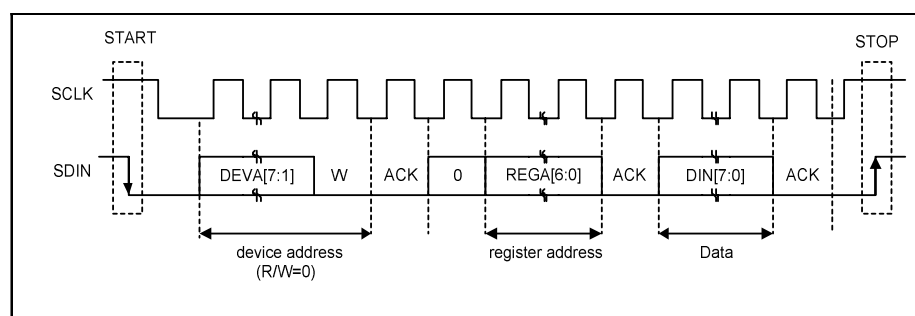 START
STOP
SCLK
SDIN
DEVA[7:1] W ACK 0 REGA[6:0] ACK DIN[7:0] ACK
device address
(R/W=0)
register address
Data